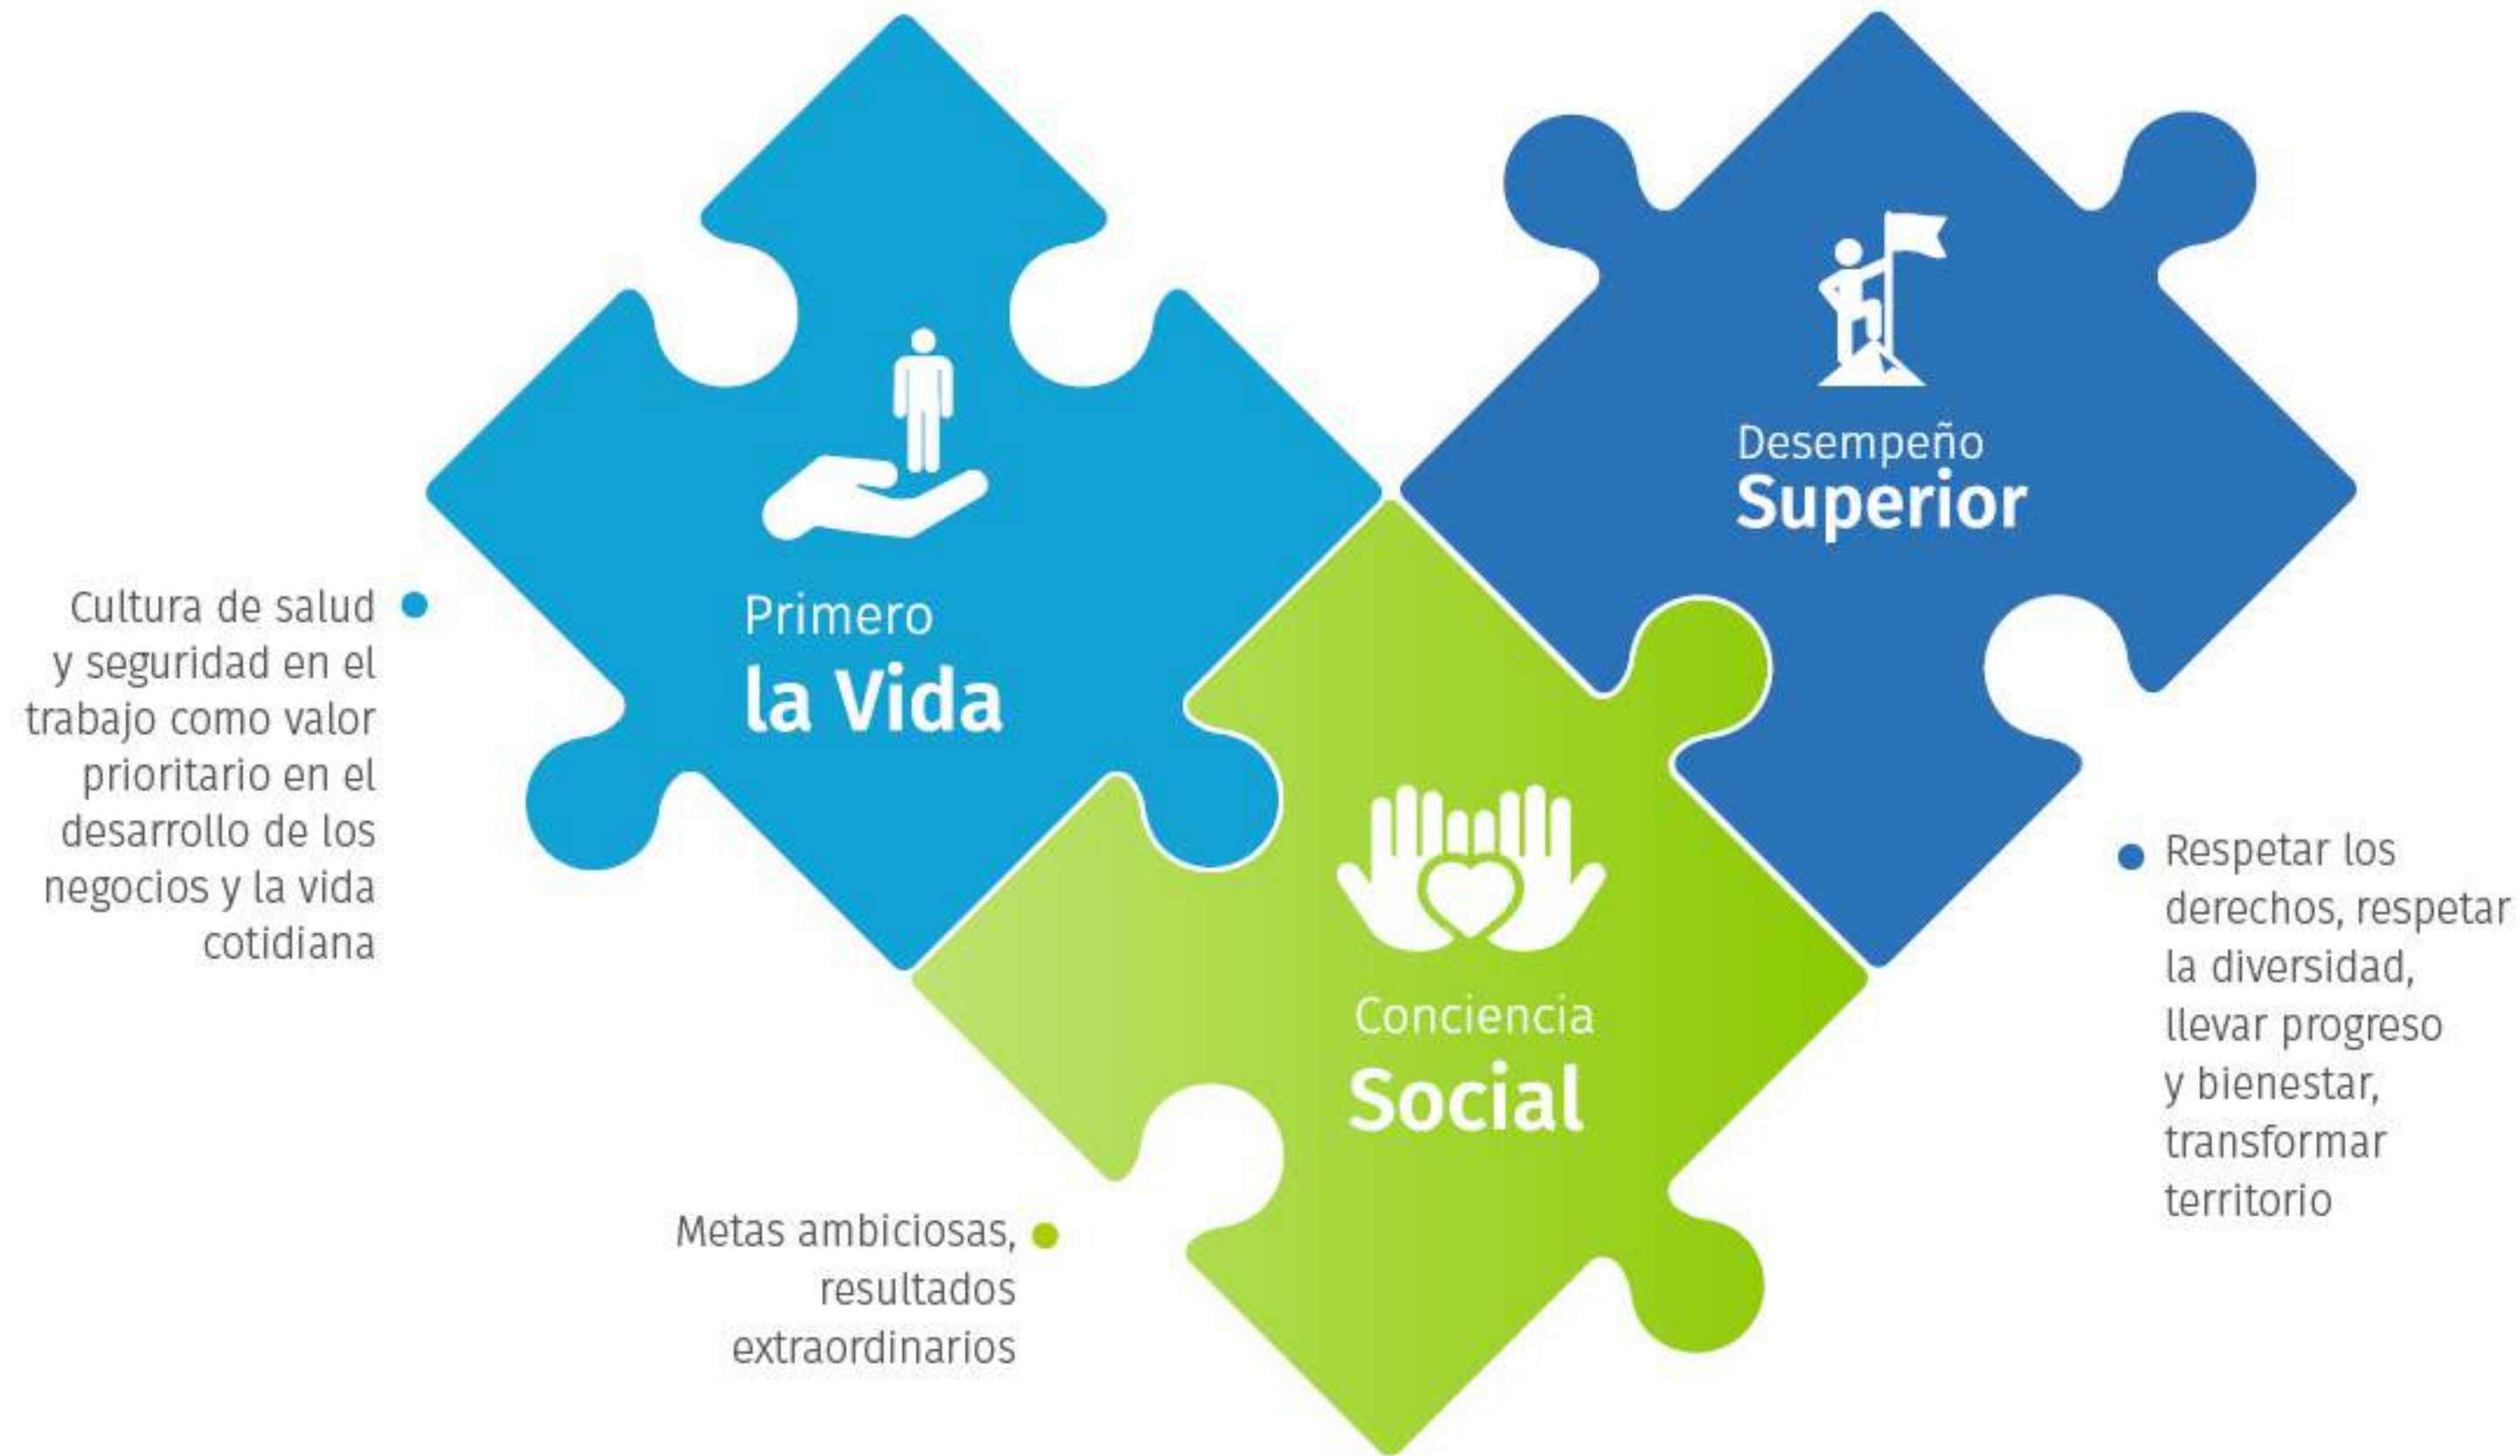 Desempeño
Superior
Primero
la Vida
Cultura de salud
y seguridad en el
trabajo como valor
prioritario en el
desarrollo de los
negocios y la vida
cotidiana
Conciencia
Social
Respetar los
derechos, respetar
la diversidad,
llevar progreso
y bienestar,
transformar
territorio
Metas ambiciosas,
resultados
extraordinarios